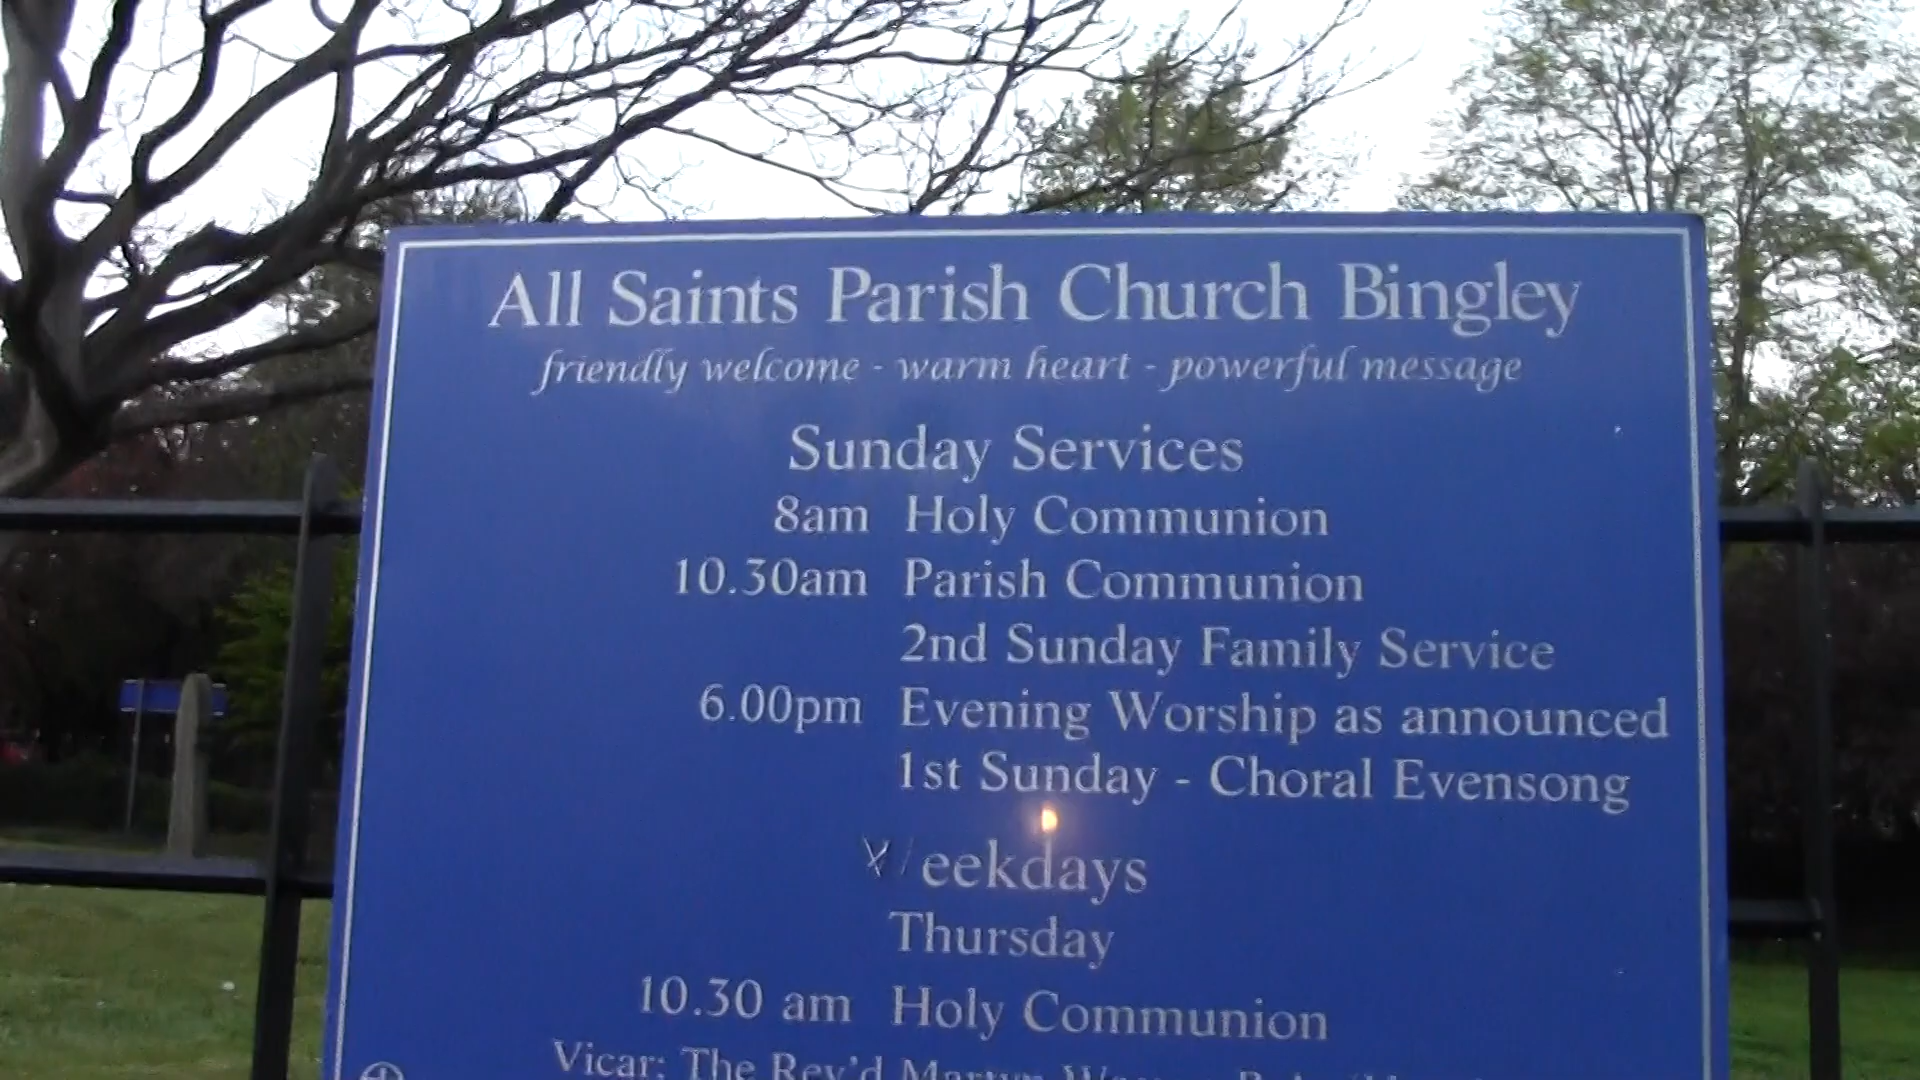 All Saints Parish Church Bingley
friendly welcome - warm heart - powerful message
Sunday Services
8am Holy Communion
10.30am Parish Communion
2nd Sunday Family Service
6.00pm Evening Worship as announced
1st Sunday - Choral Evensong
Weekdays
Thursday
10.30 am Holy Communion
Vicar: The Rev'd Martyn